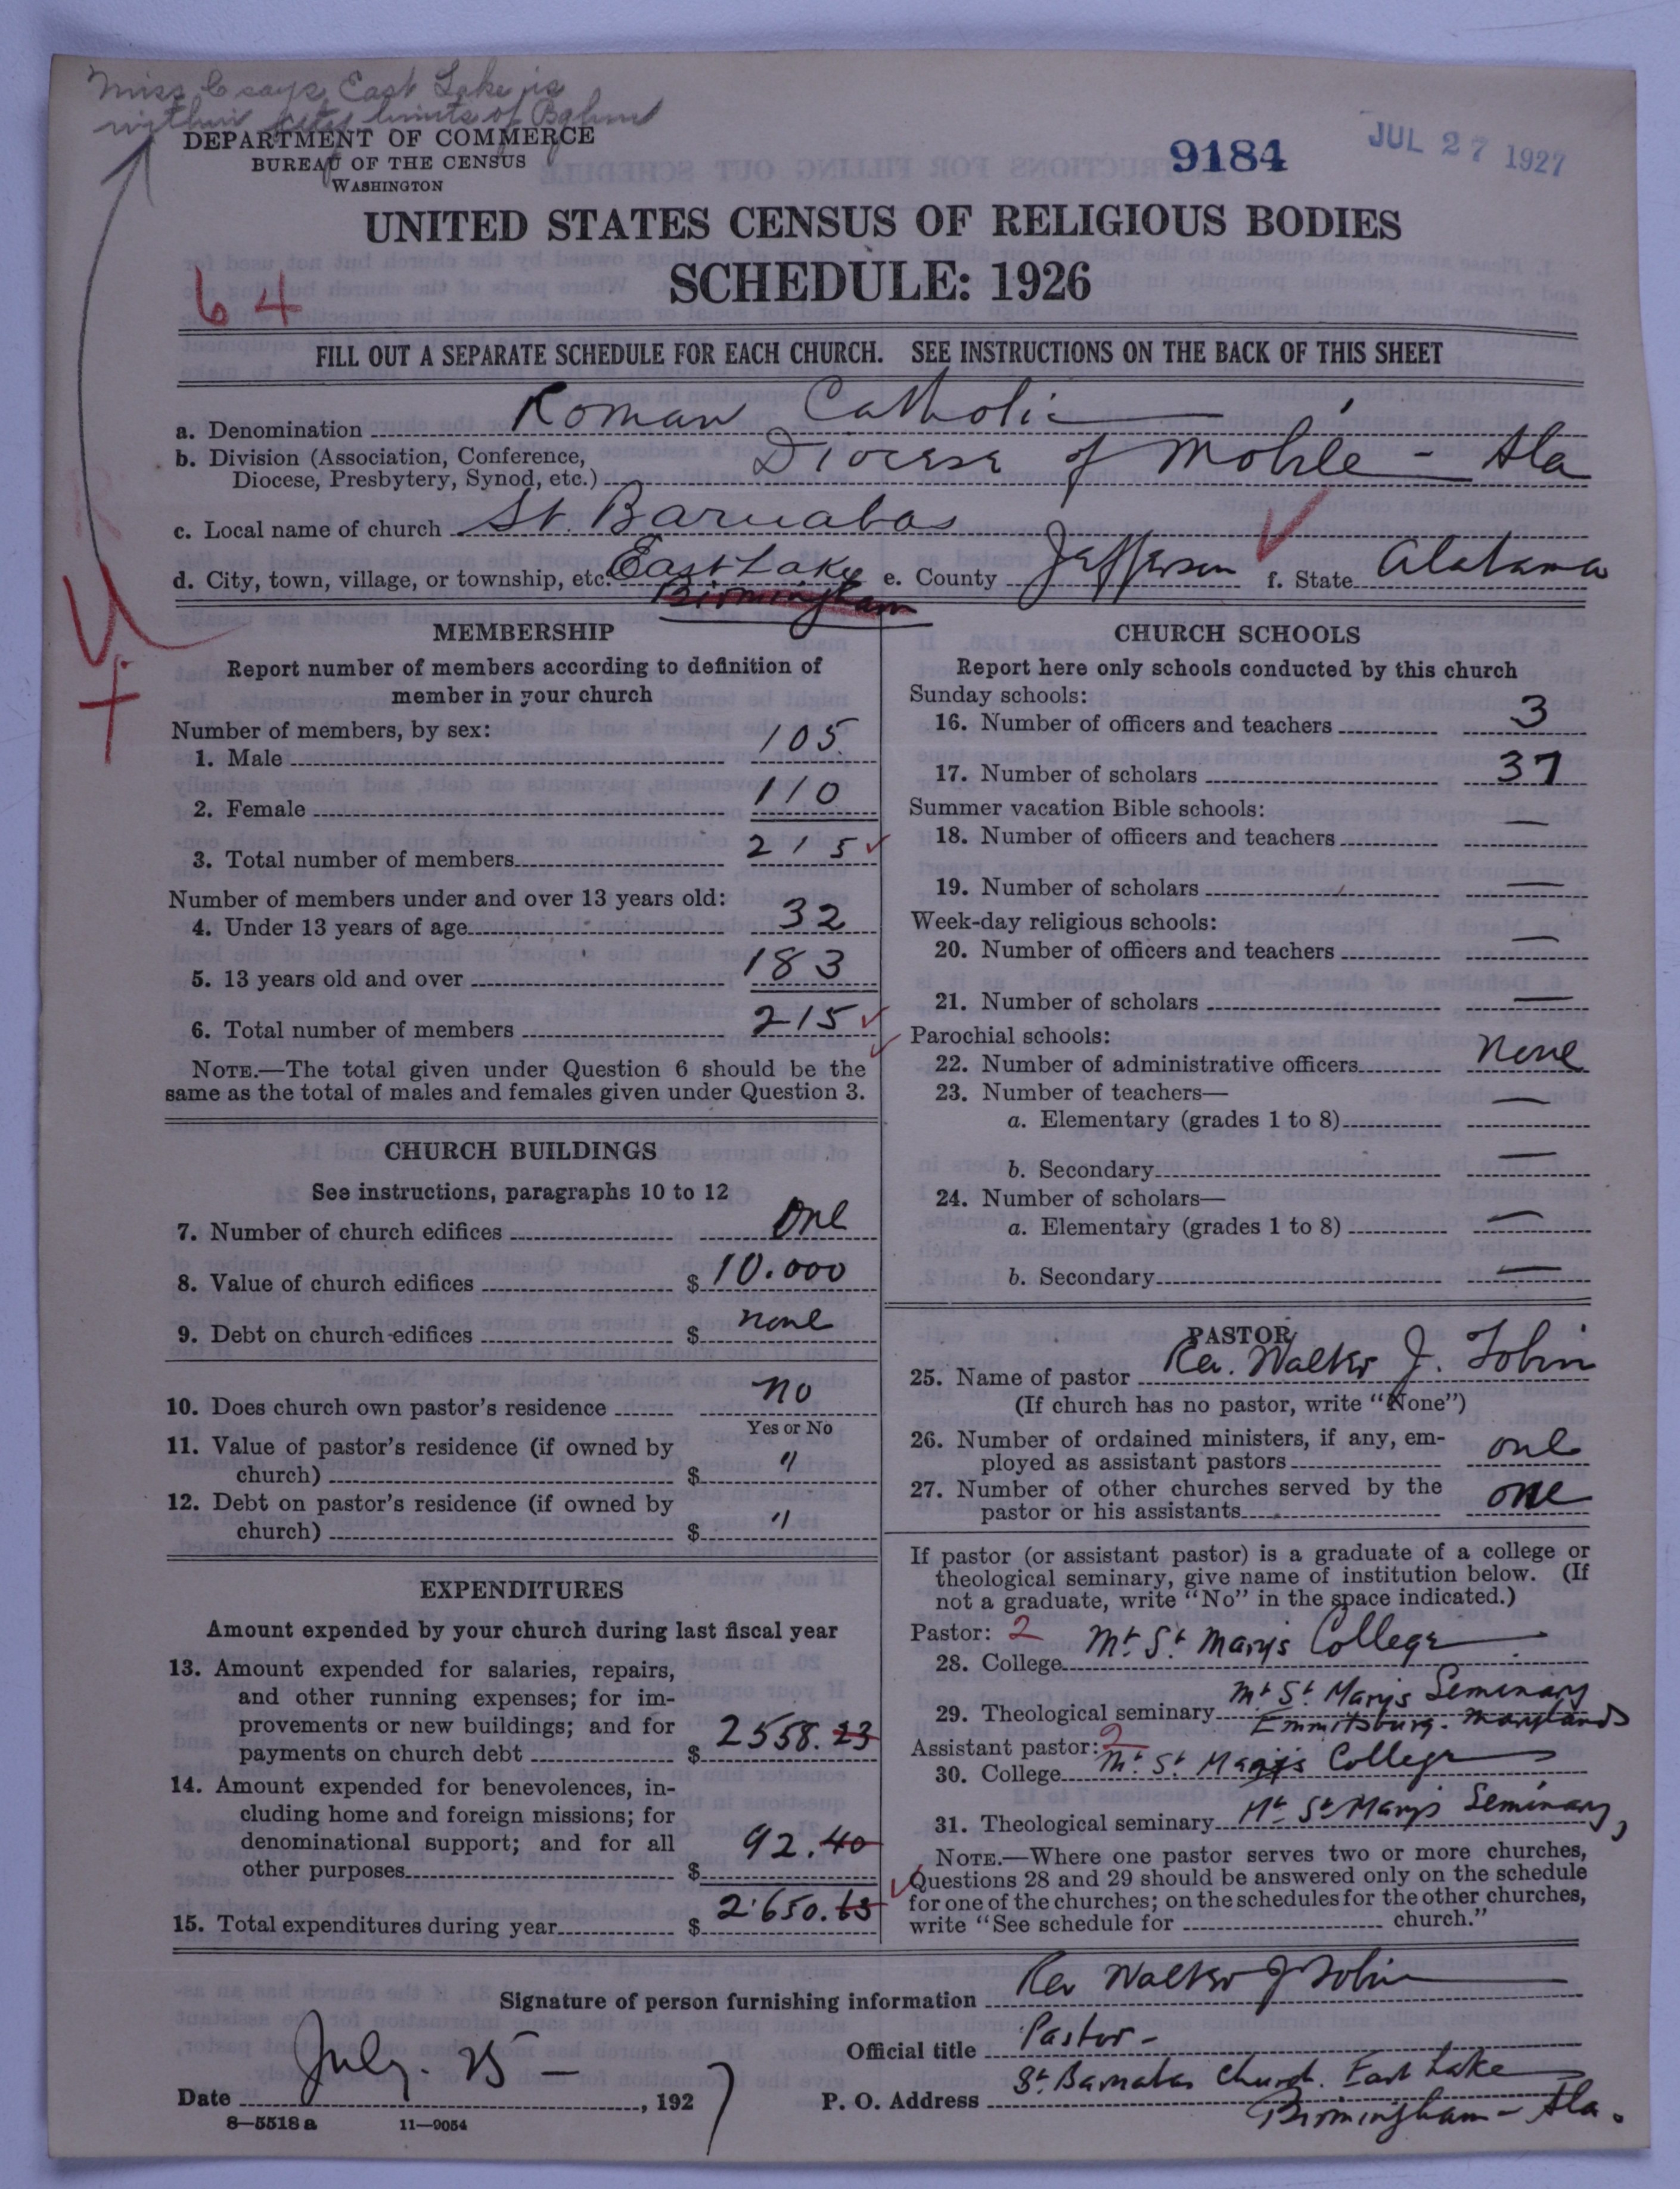 Miss C says East Lake is
within city limits of Bghm
DEPARTMENT OF COMMERCE
BUREAU OF THE CENSUS
WASHINGTON
9184
JUL 27 1927
UNITED STATES CENSUS OF RELIGIOUS BODIES
SCHEDULE: 1926
64
FILL OUT A SEPARATE SCHEDULE FOR EACH CHURCH. SEE INSTRUCTIONS ON THE BACK OF THIS SHEET
a. Denomination Roman Catholic
b. Division (Association, Conference,
Diocese, Presbytery, Synod, etc.) Diocese of Mobile - Ala
c. Local name of church St. Barnabas
d. City, town, village, or township, etc. East Lake e. County Jefferson f. State Alabama
Birmingham
MEMBERSHIP
Report number of members according to definition of
member in your church
Number of members, by sex:
1. Male 105
2. Female 110
3. Total number of members 215
Number of members under and over 13 years old:
4. Under 13 years of age 32
5. 13 years old and over 183
6. Total number of members 215
NOTE.—The total given under Question 6 should be the
same as the total of males and females given under Question 3.
CHURCH BUILDINGS
See instructions, paragraphs 10 to 12
7. Number of church edifices One
8. Value of church edifices $ 10.000
9. Debt on church edifices $ none
10. Does church own pastor's residence no
Yes or No
11. Value of pastor's residence (if owned by
church) $ "
12. Debt on pastor's residence (if owned by
church) $ "
EXPENDITURES
Amount expended by your church during last fiscal year
13. Amount expended for salaries, repairs,
and other running expenses; for im-
provements or new buildings; and for
payments on church debt $ 2558.23
14. Amount expended for benevolences, in-
cluding home and foreign missions; for
denominational support; and for all
other purposes $ 92.40
15. Total expenditures during year $ 2.650.63
CHURCH SCHOOLS
Report here only schools conducted by this church
Sunday schools:
16. Number of officers and teachers 3
17. Number of scholars 37
Summer vacation Bible schools:
18. Number of officers and teachers —
19. Number of scholars —
Week-day religious schools:
20. Number of officers and teachers —
21. Number of scholars —
Parochial schools:
22. Number of administrative officers none
23. Number of teachers—
a. Elementary (grades 1 to 8) —
b. Secondary —
24. Number of scholars—
a. Elementary (grades 1 to 8) —
b. Secondary —
PASTOR
25. Name of pastor Rev. Walter J. Tobin
(If church has no pastor, write "None")
26. Number of ordained ministers, if any, em-
ployed as assistant pastors one
27. Number of other churches served by the
pastor or his assistants one
If pastor (or assistant pastor) is a graduate of a college or
theological seminary, give name of institution below. (If
not a graduate, write "No" in the space indicated.)
Pastor: 2
28. College Mt St Marys College
29. Theological seminary Mt St Marys Seminary
Emmitsburg. Maryland
Assistant pastor: 2
30. College Mt St Marys College
31. Theological seminary Mt St Marys Seminary,
NOTE.—Where one pastor serves two or more churches,
Questions 28 and 29 should be answered only on the schedule
for one of the churches; on the schedules for the other churches,
write "See schedule for church."
Signature of person furnishing information Rev Walter J Tobin
Official title Pastor -
Date July. 25 — , 1927
P. O. Address St. Barnabas Church. East Lake
Birmingham - Ala.
8—5518 a 11—9054